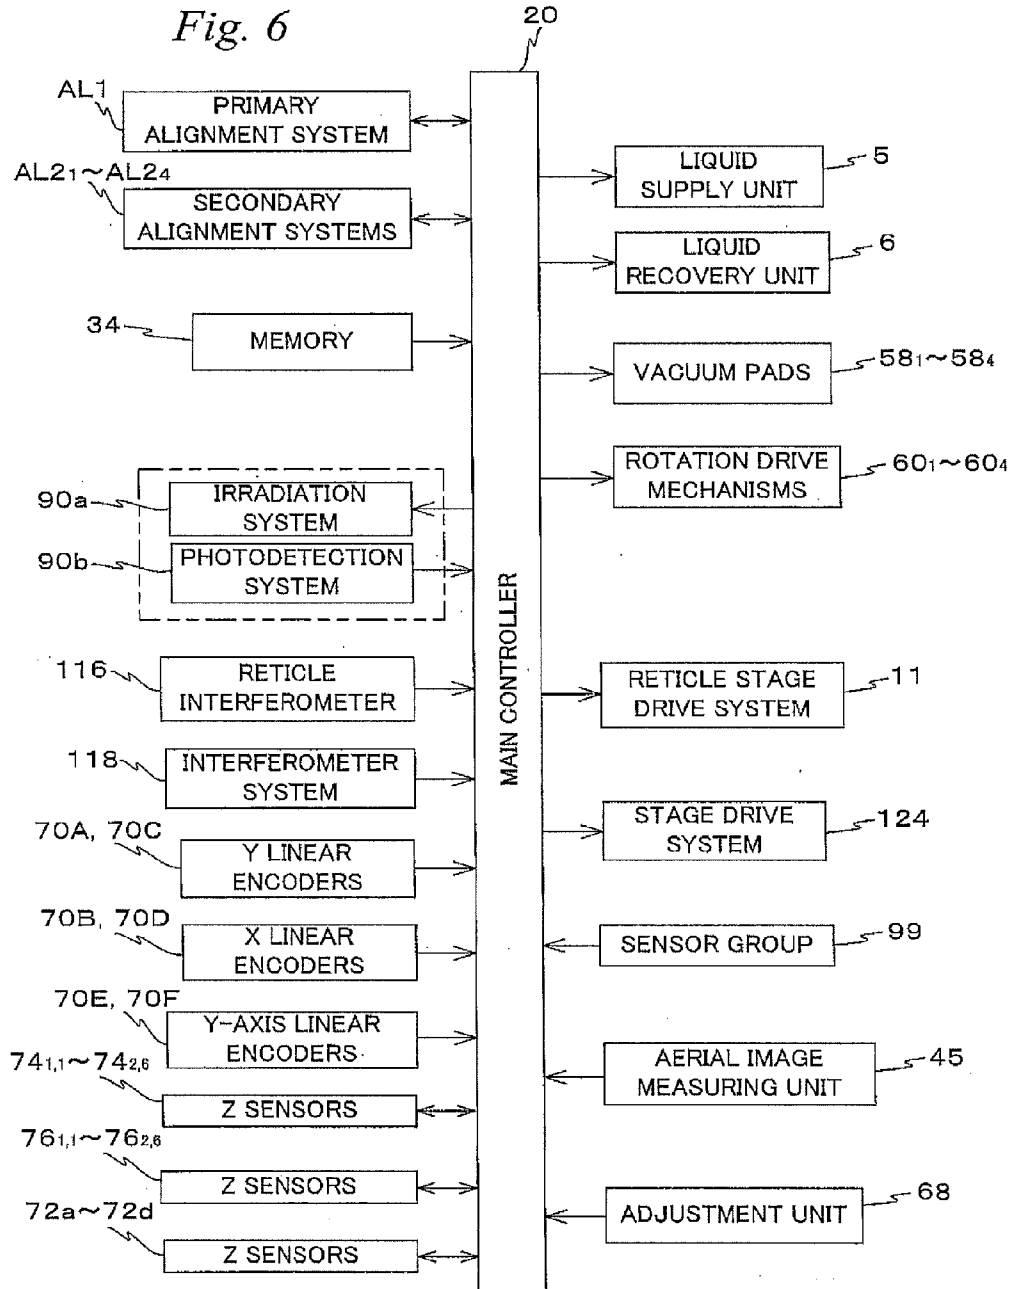 Fig. 6
20
AL1
PRIMARY
ALIGNMENT SYSTEM
AL2₁~AL2₄
SECONDARY
ALIGNMENT SYSTEMS
34
MEMORY
90a
IRRADIATION
SYSTEM
90b
PHOTODETECTION
SYSTEM
116
RETICLE
INTERFEROMETER
118
INTERFEROMETER
SYSTEM
70A, 70C
Y LINEAR
ENCODERS
70B, 70D
X LINEAR
ENCODERS
70E, 70F
Y-AXIS LINEAR
ENCODERS
74₁,₁~74₂,₆
Z SENSORS
76₁,₁~76₂,₆
Z SENSORS
72a~72d
Z SENSORS
MAIN CONTROLLER
LIQUID
SUPPLY UNIT
5
LIQUID
RECOVERY UNIT
6
VACUUM PADS
58₁~58₄
ROTATION DRIVE
MECHANISMS
60₁~60₄
RETICLE STAGE
DRIVE SYSTEM
11
STAGE DRIVE
SYSTEM
124
SENSOR GROUP
99
AERIAL IMAGE
MEASURING UNIT
45
ADJUSTMENT UNIT
68